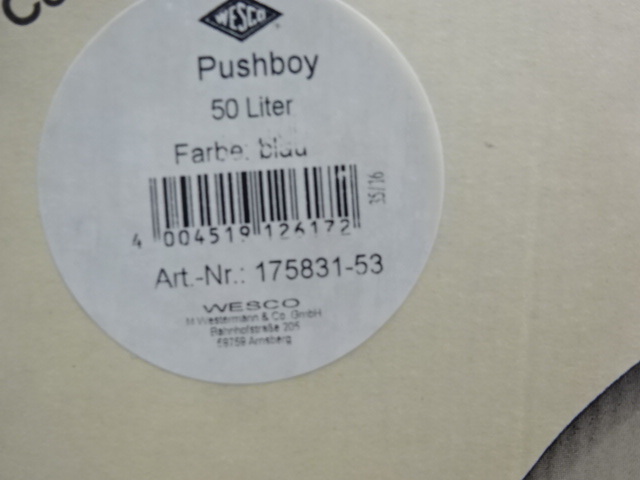 WESCO
Pushboy
50 Liter
Farbe: blau
35/16
4 004519 126172
Art.-Nr.: 175831-53
WESCO
M.Westermann & Co. GmbH
Bahnhofstraße 205
59759 Arnsberg